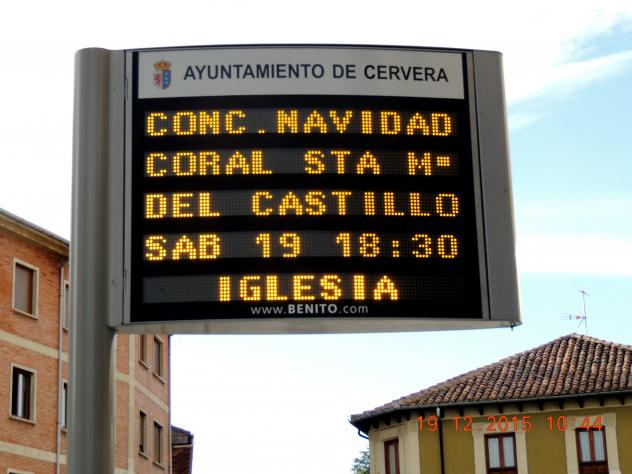 AYUNTAMIENTO DE CERVERA
CONC.NAVIDAD
CORAL STA Mª
DEL CASTILLO
SAB 19 18:30
IGLESIA
www.BENITO.com
19 12.2015 10:44